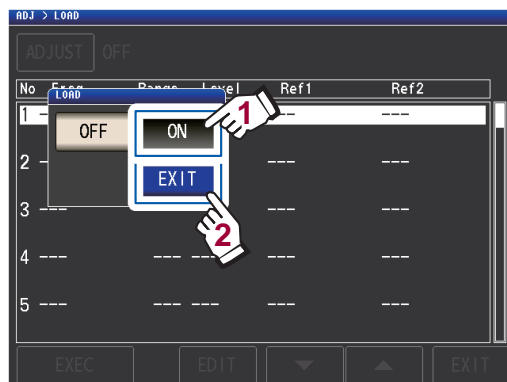 ADJ > LOAD
ADJUST OFF
No Freq Range Level Ref1 Ref2
LOAD
1 - --- ---
OFF ON 1
2 - --- ---
EXIT
3 --- --- ---
2
4 --- --- --- --- ---
5 --- --- --- --- ---
EXEC EDIT ▼ ▲ EXIT